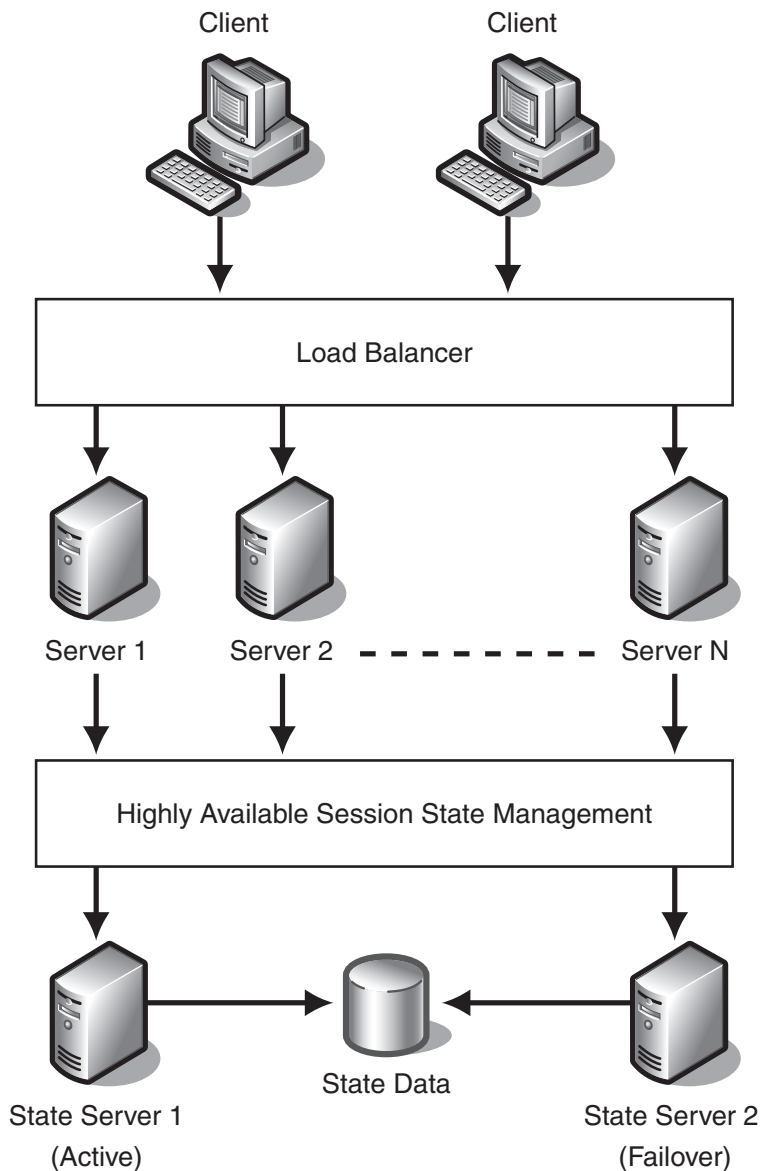 Client
Client
Load Balancer
Server 1
Server 2
Server N
Highly Available Session State Management
State Data
State Server 1
(Active)
State Server 2
(Failover)